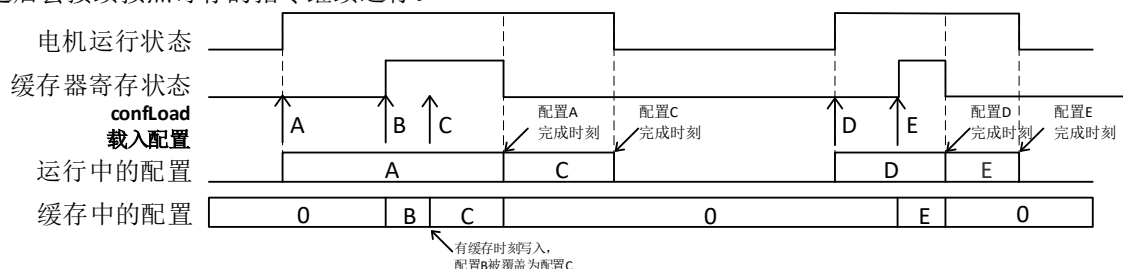 电机运行状态
缓存器寄存状态
confLoad
载入配置
A
B
C
D
E
配置A
完成时刻
配置C
完成时刻
配置D
完成时刻
配置E
完成时刻
运行中的配置
A
C
D
E
缓存中的配置
0
B
C
0
E
0
有缓存时刻写入，
配置B被覆盖为配置C